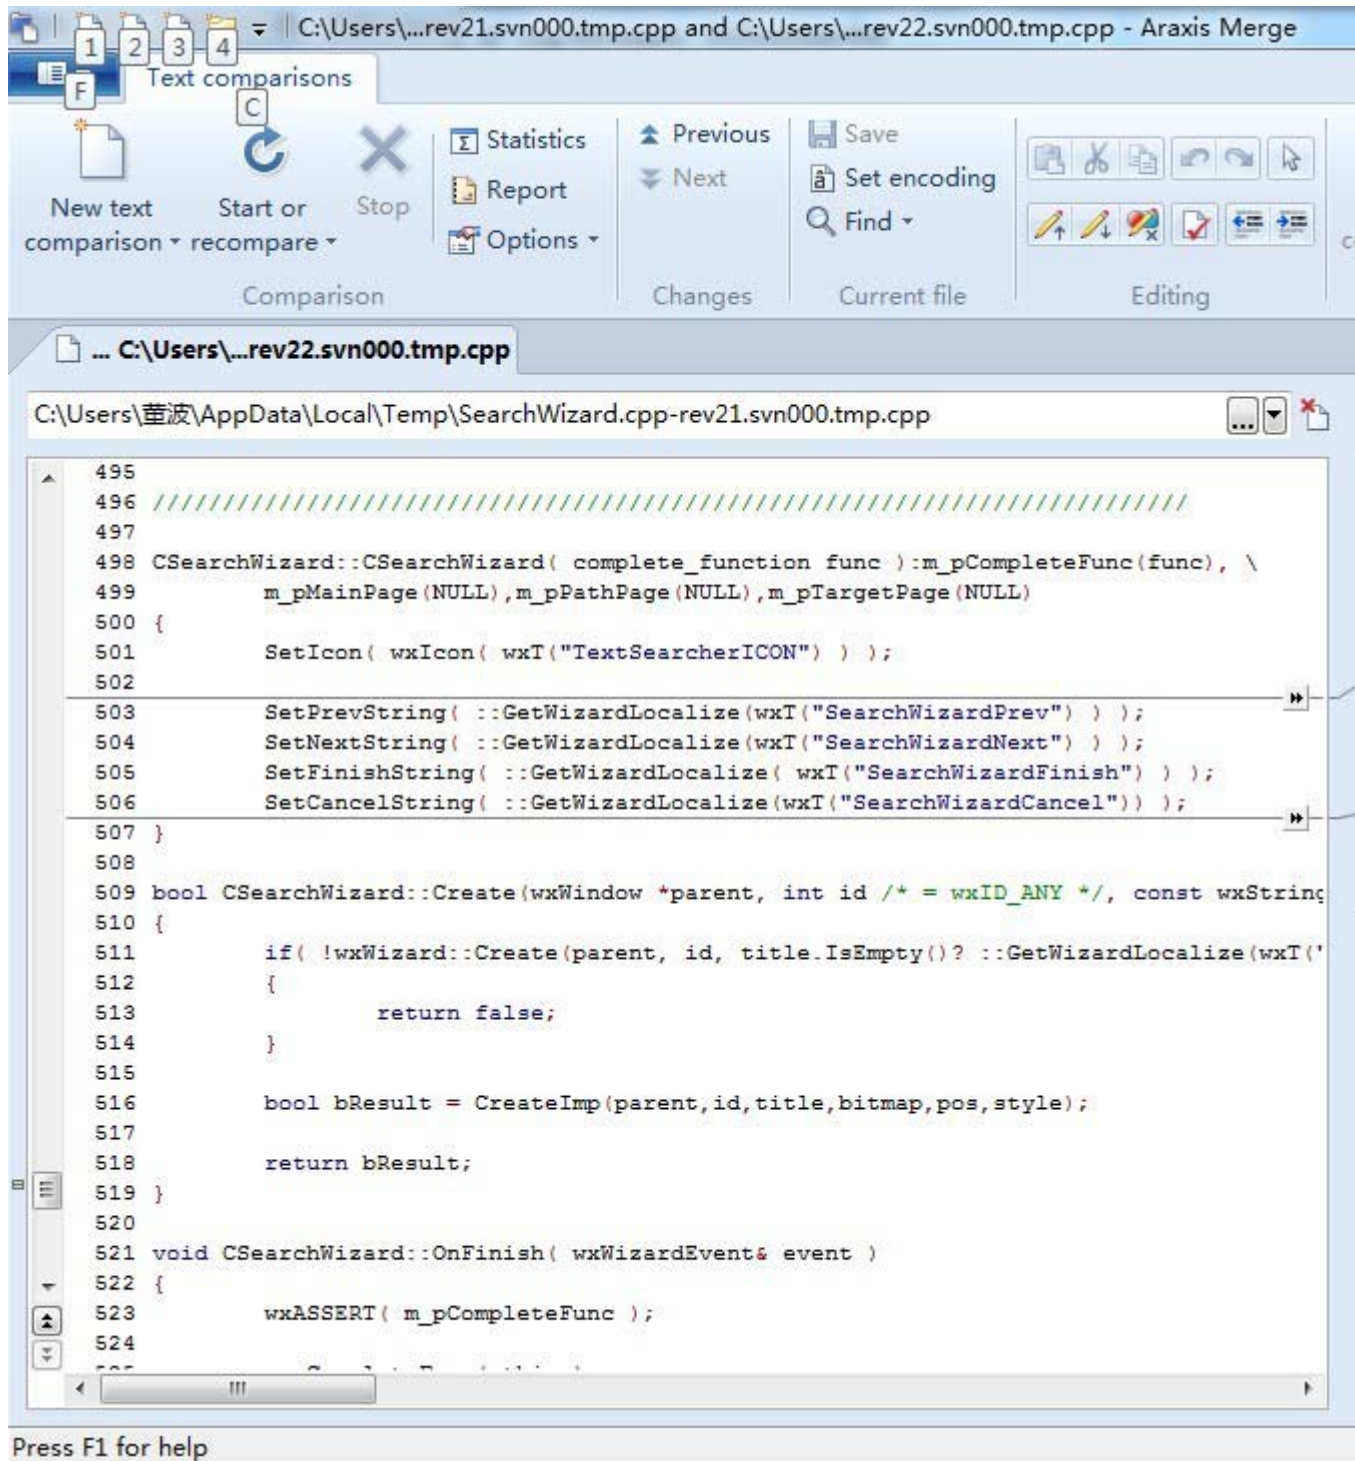 C:\Users\...rev21.svn000.tmp.cpp and C:\Users\...rev22.svn000.tmp.cpp - Araxis Merge
1 2 3 4
F
Text comparisons
C
New text comparison
Start or recompare
Stop
Statistics
Report
Options
Comparison
Previous
Next
Changes
Save
Set encoding
Find
Current file
Editing
... C:\Users\...rev22.svn000.tmp.cpp
C:\Users\董波\AppData\Local\Temp\SearchWizard.cpp-rev21.svn000.tmp.cpp
...
495
496 //////////////////////////////////////////////////////////////////////////
497
498 CSearchWizard::CSearchWizard( complete_function func ):m_pCompleteFunc(func), \
499 m_pMainPage(NULL),m_pPathPage(NULL),m_pTargetPage(NULL)
500 {
501 SetIcon( wxIcon( wxT("TextSearcherICON") ) );
502
503 SetPrevString( ::GetWizardLocalize(wxT("SearchWizardPrev") ) );
504 SetNextString( ::GetWizardLocalize(wxT("SearchWizardNext") ) );
505 SetFinishString( ::GetWizardLocalize( wxT("SearchWizardFinish") ) );
506 SetCancelString( ::GetWizardLocalize(wxT("SearchWizardCancel")) );
507 }
508
509 bool CSearchWizard::Create(wxWindow *parent, int id /* = wxID_ANY */, const wxString
510 {
511 if( !wxWizard::Create(parent, id, title.IsEmpty()? ::GetWizardLocalize(wxT('
512 {
513 return false;
514 }
515
516 bool bResult = CreateImp(parent,id,title,bitmap,pos,style);
517
518 return bResult;
519 }
520
521 void CSearchWizard::OnFinish( wxWizardEvent& event )
522 {
523 wxASSERT( m_pCompleteFunc );
524
Press F1 for help